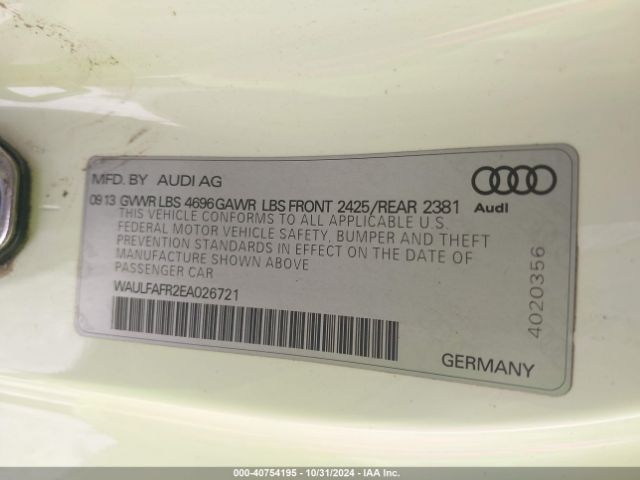 MFD. BY AUDI AG
Audi
0913 GVWR LBS 4696 GAWR LBS FRONT 2425/REAR 2381
THIS VEHICLE CONFORMS TO ALL APPLICABLE U.S.
FEDERAL MOTOR VEHICLE SAFETY, BUMPER AND THEFT
PREVENTION STANDARDS IN EFFECT ON THE DATE OF
MANUFACTURE SHOWN ABOVE
PASSENGER CAR
WAULFAFR2EA026721
4020356
GERMANY
000-40754195 - 10/31/2024 - IAA Inc.